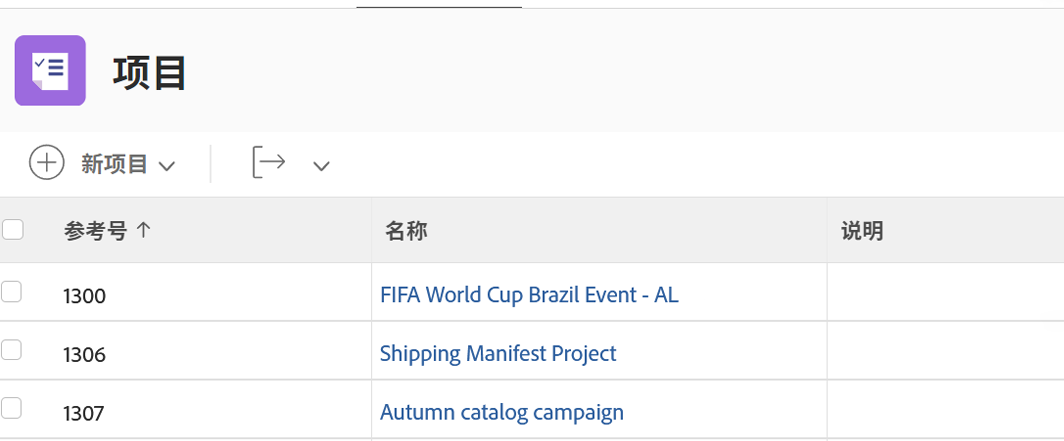 项目
新项目
参考号 ↑ 名称 说明
1300 FIFA World Cup Brazil Event - AL
1306 Shipping Manifest Project
1307 Autumn catalog campaign